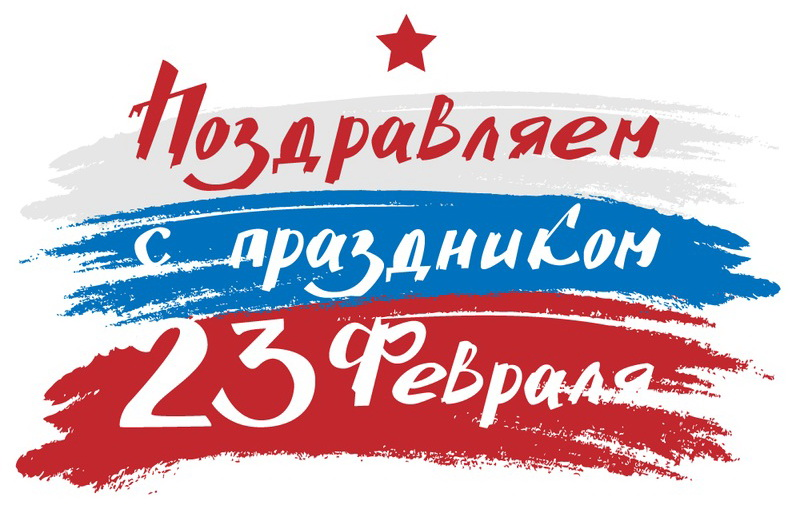 Поздравляем
с праздником
23 Февраля